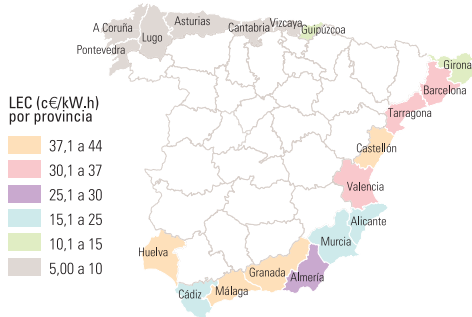 A Coruña
Lugo
Asturias
Cantabria
Vizcaya
Guipúzcoa
Pontevedra
Girona
Barcelona
Tarragona
Castellón
Valencia
Alicante
Murcia
Almería
Granada
Málaga
Cádiz
Huelva
LEC (c€/kW.h)
por provincia
37,1 a 44
30,1 a 37
25,1 a 30
15,1 a 25
10,1 a 15
5,00 a 10